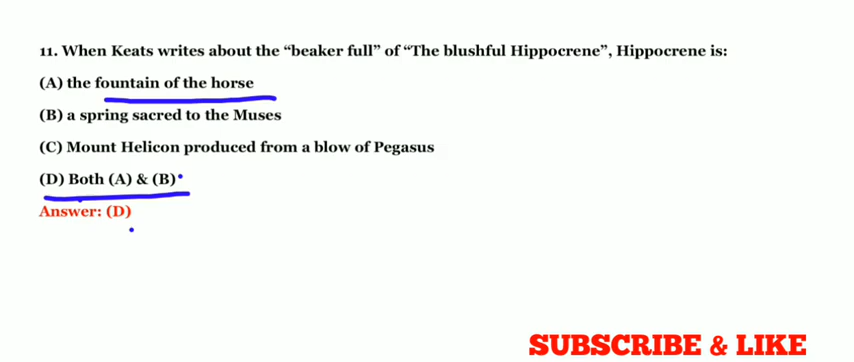 11. When Keats writes about the “beaker full” of “The blushful Hippocrene”, Hippocrene is:
(A) the fountain of the horse
(B) a spring sacred to the Muses
(C) Mount Helicon produced from a blow of Pegasus
(D) Both (A) & (B)
Answer: (D)
SUBSCRIBE & LIKE